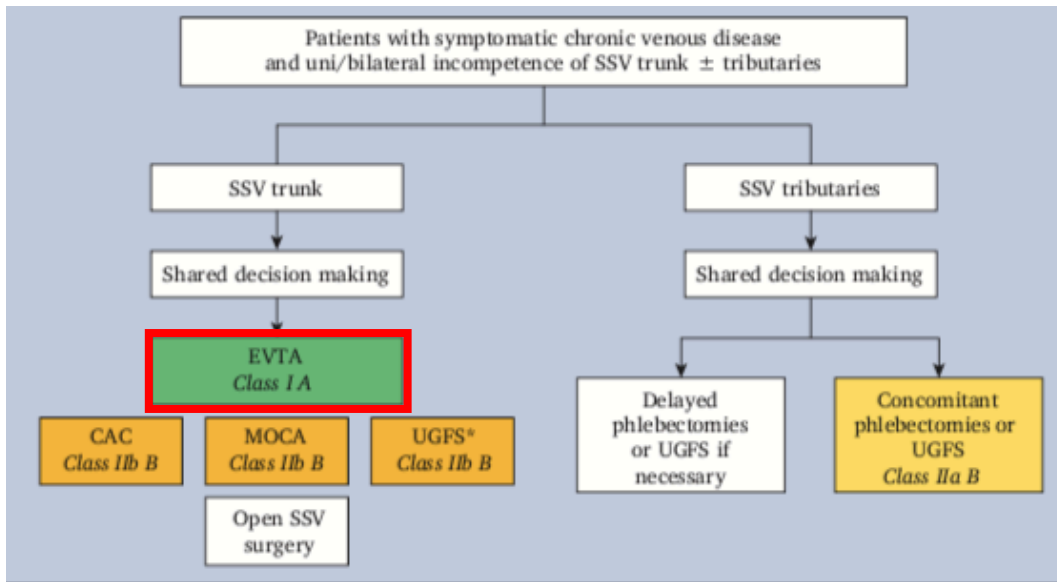 Patients with symptomatic chronic venous disease
and uni/bilateral incompetence of SSV trunk ± tributaries
SSV trunk
SSV tributaries
Shared decision making
Shared decision making
EVTA
Class I A
CAC
Class IIb B
MOCA
Class IIb B
UGFS*
Class IIb B
Open SSV
surgery
Delayed
phlebectomies
or UGFS if
necessary
Concomitant
phlebectomies or
UGFS
Class IIa B